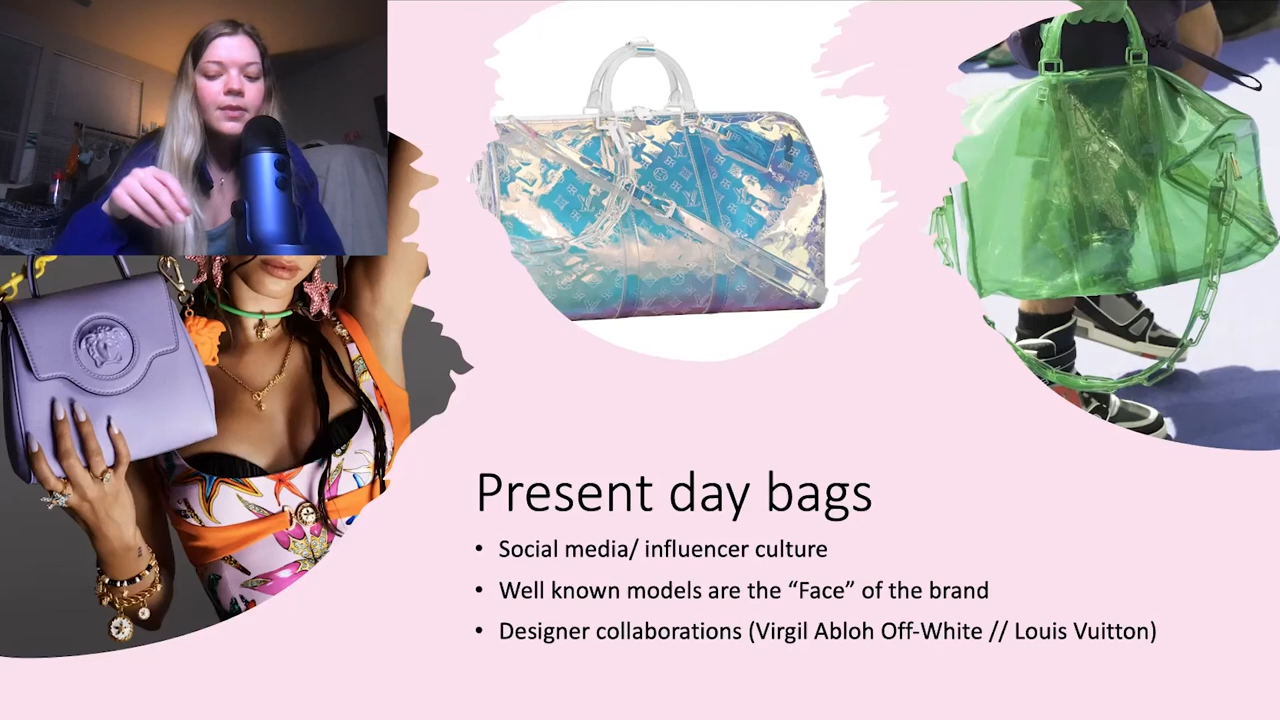 Present day bags
• Social media/ influencer culture
• Well known models are the “Face” of the brand
• Designer collaborations (Virgil Abloh Off-White // Louis Vuitton)